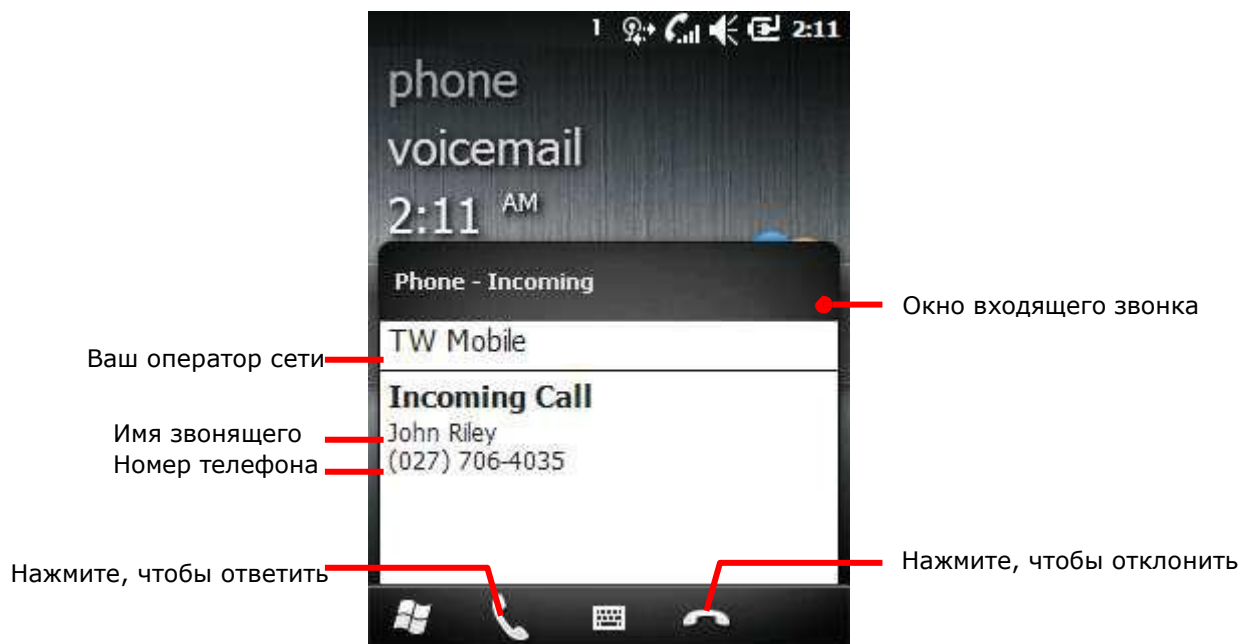 1 2:11
phone
voicemail
2:11 AM
Phone - Incoming
Окно входящего звонка
TW Mobile
Ваш оператор сети
Incoming Call
Имя звонящего
John Riley
Номер телефона
(027) 706-4035
Нажмите, чтобы ответить
Нажмите, чтобы отклонить